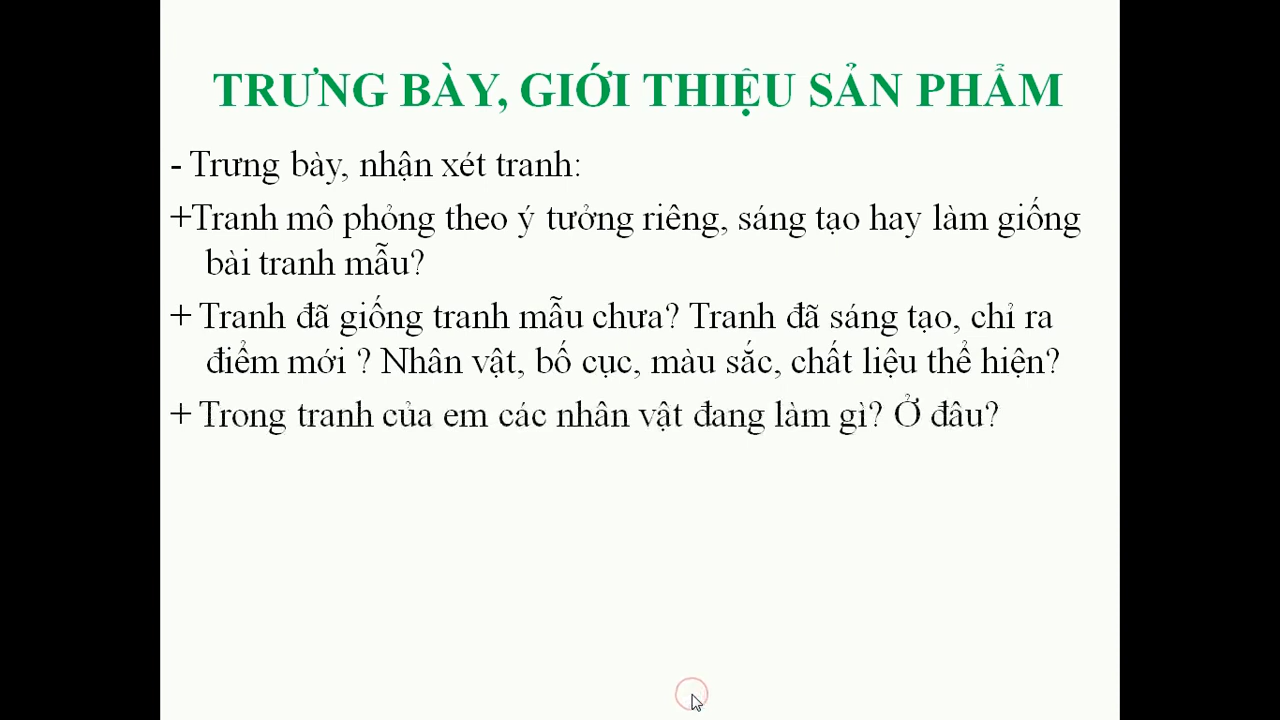 TRƯNG BÀY, GIỚI THIỆU SẢN PHẨM
- Trưng bày, nhận xét tranh:
+Tranh mô phỏng theo ý tưởng riêng, sáng tạo hay làm giống
bài tranh mẫu?
+ Tranh đã giống tranh mẫu chưa? Tranh đã sáng tạo, chỉ ra
điểm mới ? Nhân vật, bố cục, màu sắc, chất liệu thể hiện?
+ Trong tranh của em các nhân vật đang làm gì? Ở đâu?